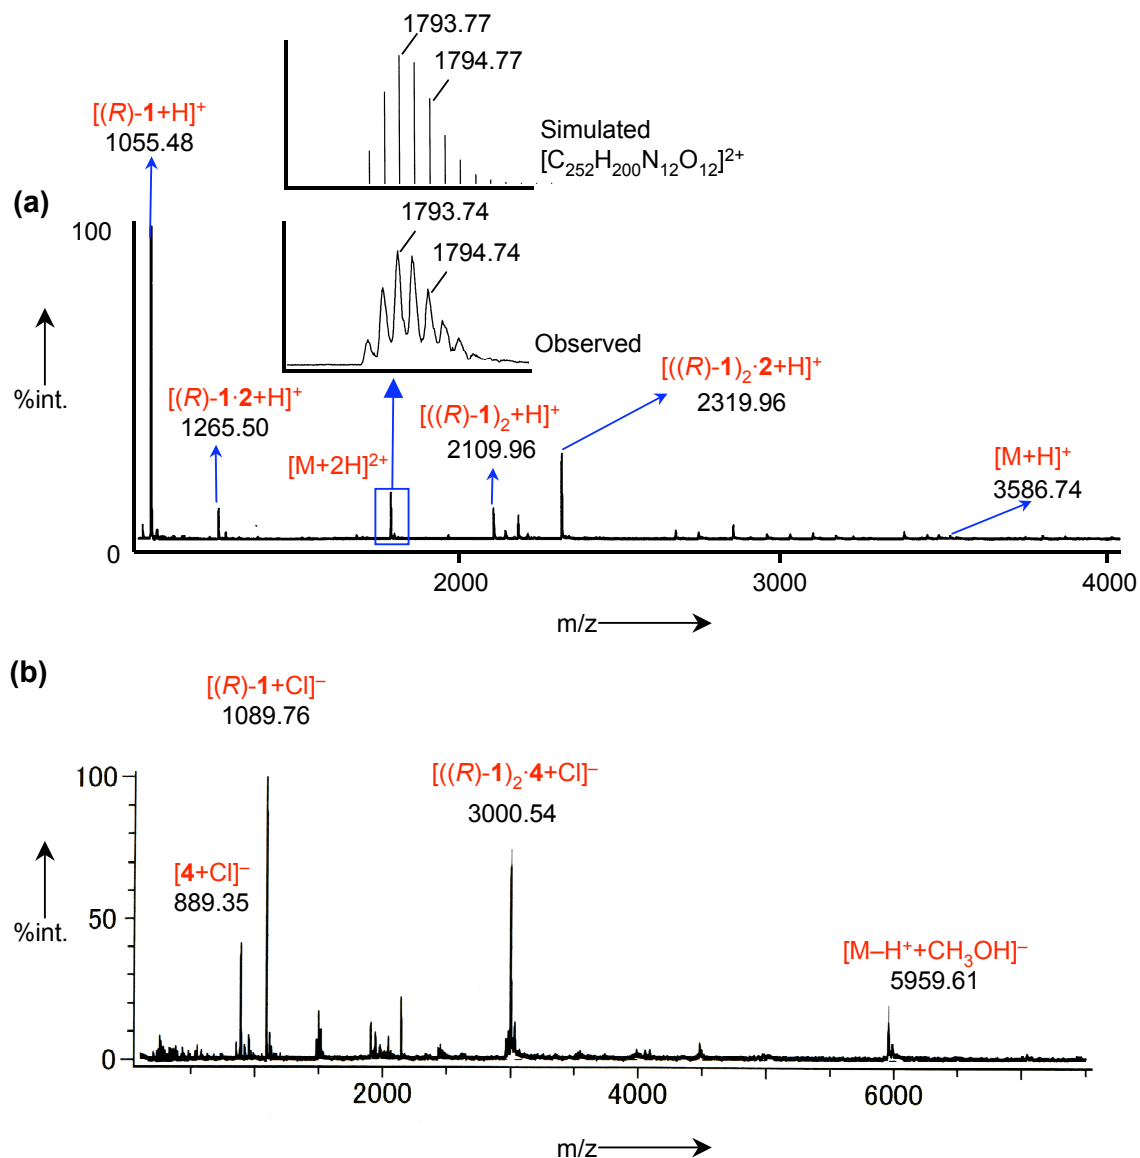 1793.77
1794.77
[(R)-1+H]⁺
1055.48
Simulated
[C₂₅₂H₂₀₀N₁₂O₁₂]²⁺
(a)
100
1793.74
1794.74
Observed
%int.
[(R)-1·2+H]⁺
1265.50
[M+2H]²⁺
[((R)-1)₂+H]⁺
2109.96
[((R)-1)₂·2+H]⁺
2319.96
[M+H]⁺
3586.74
0
2000
3000
4000
m/z
(b)
[(R)-1+Cl]⁻
1089.76
100
[((R)-1)₂·4+Cl]⁻
3000.54
[4+Cl]⁻
889.35
50
%int.
[M–H⁺+CH₃OH]⁻
5959.61
0
2000
4000
6000
m/z